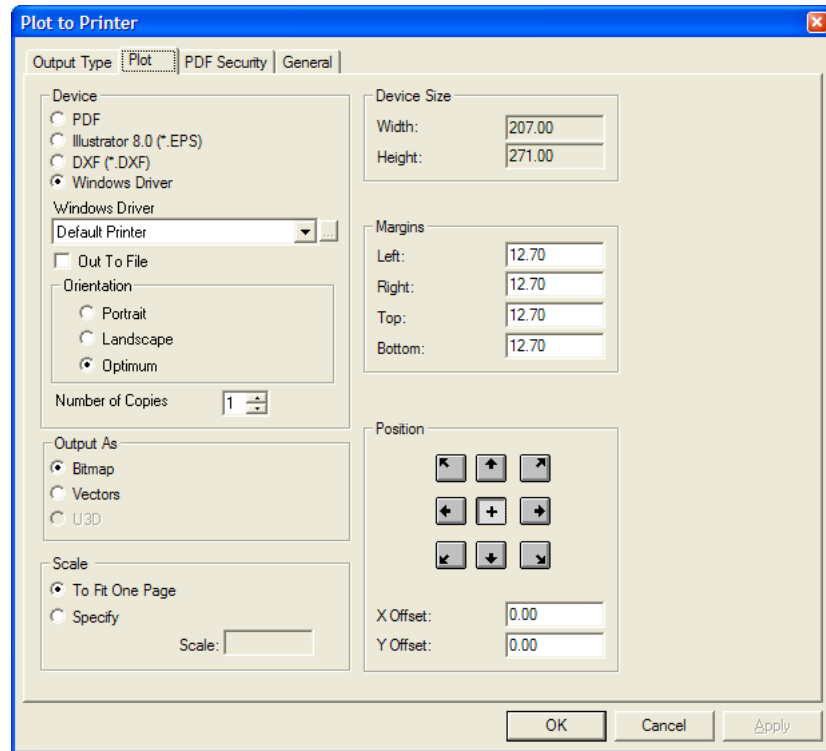 Plot to Printer
Output Type Plot PDF Security General
Device
PDF
Illustrator 8.0 (*.EPS)
DXF (*.DXF)
Windows Driver
Windows Driver
Default Printer ...
Out To File
Orientation
Portrait
Landscape
Optimum
Number of Copies 1
Output As
Bitmap
Vectors
U3D
Scale
To Fit One Page
Specify
Scale:
Device Size
Width: 207.00
Height: 271.00
Margins
Left: 12.70
Right: 12.70
Top: 12.70
Bottom: 12.70
Position
X Offset: 0.00
Y Offset: 0.00
OK Cancel Apply